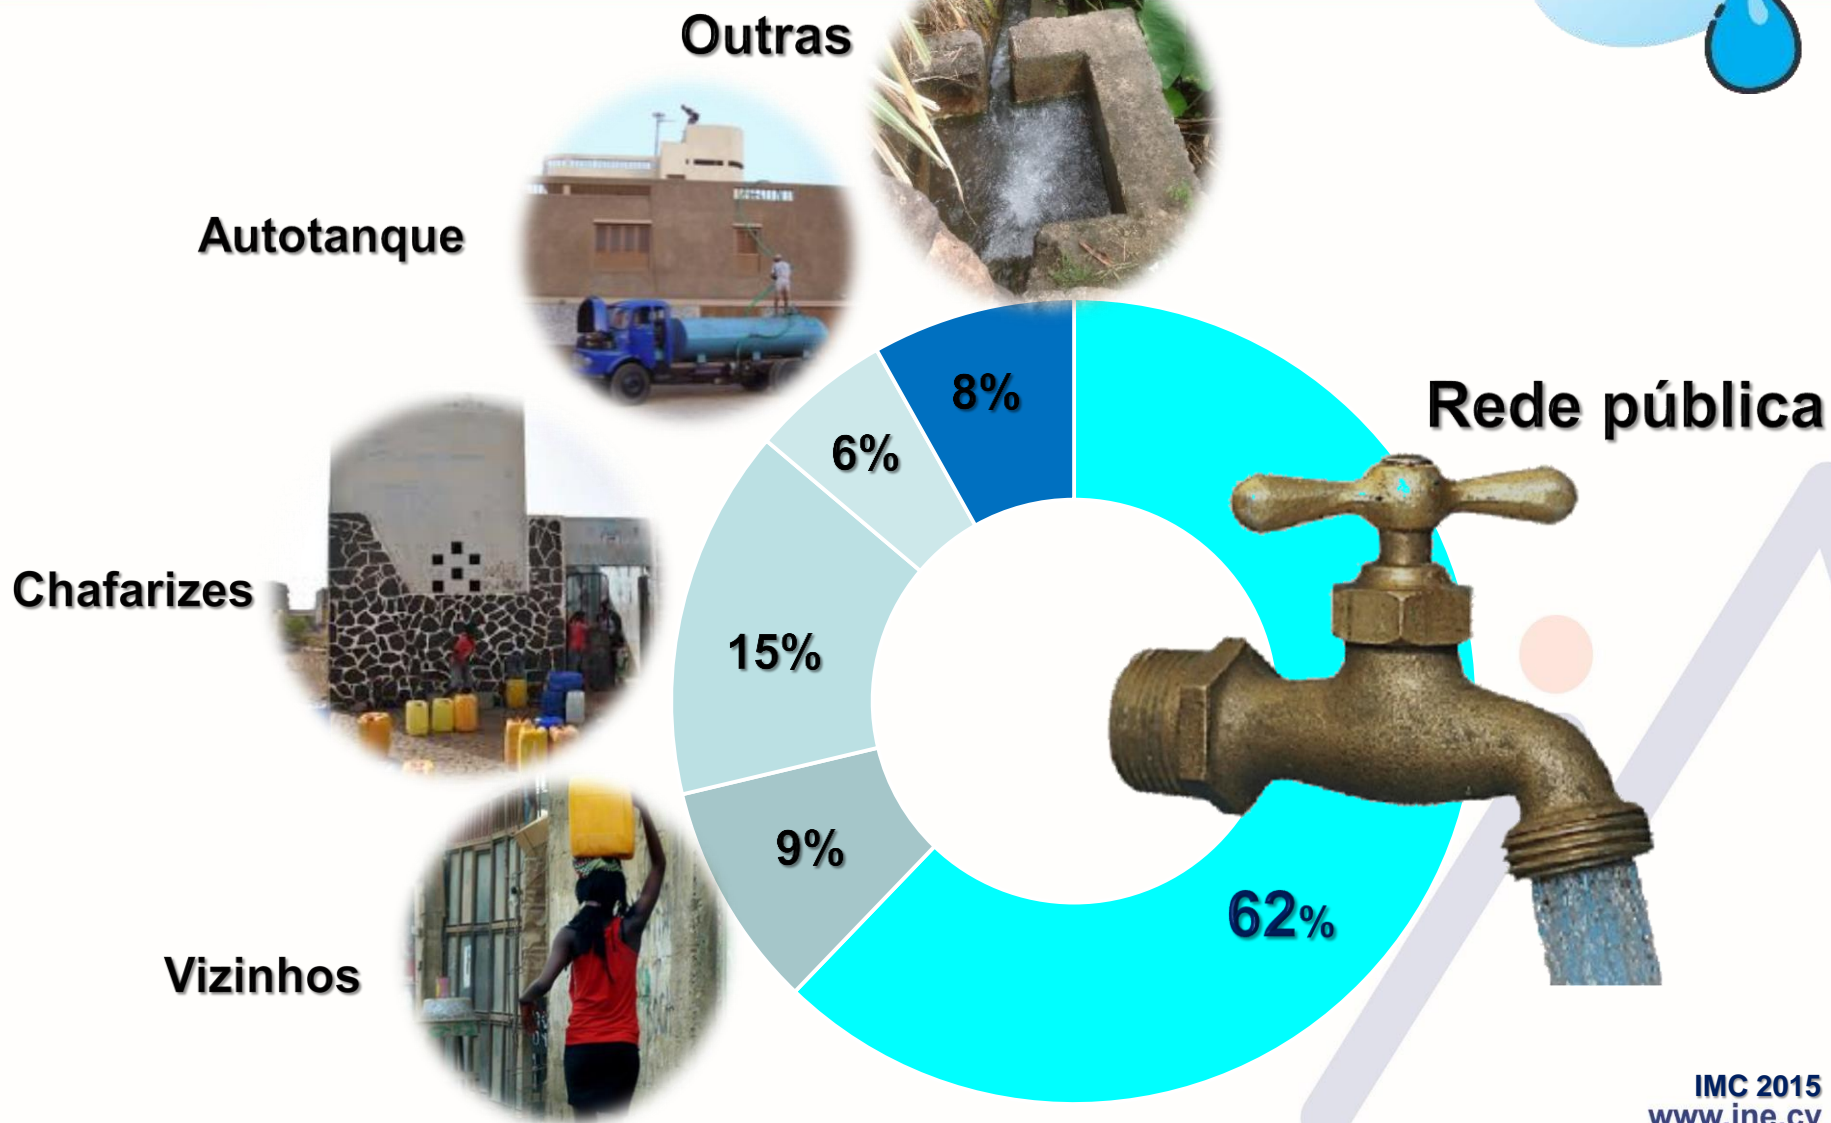 Outras
Autotanque
Rede pública
8%
6%
Chafarizes
15%
9%
62%
Vizinhos
IMC 2015
www.ine.cv